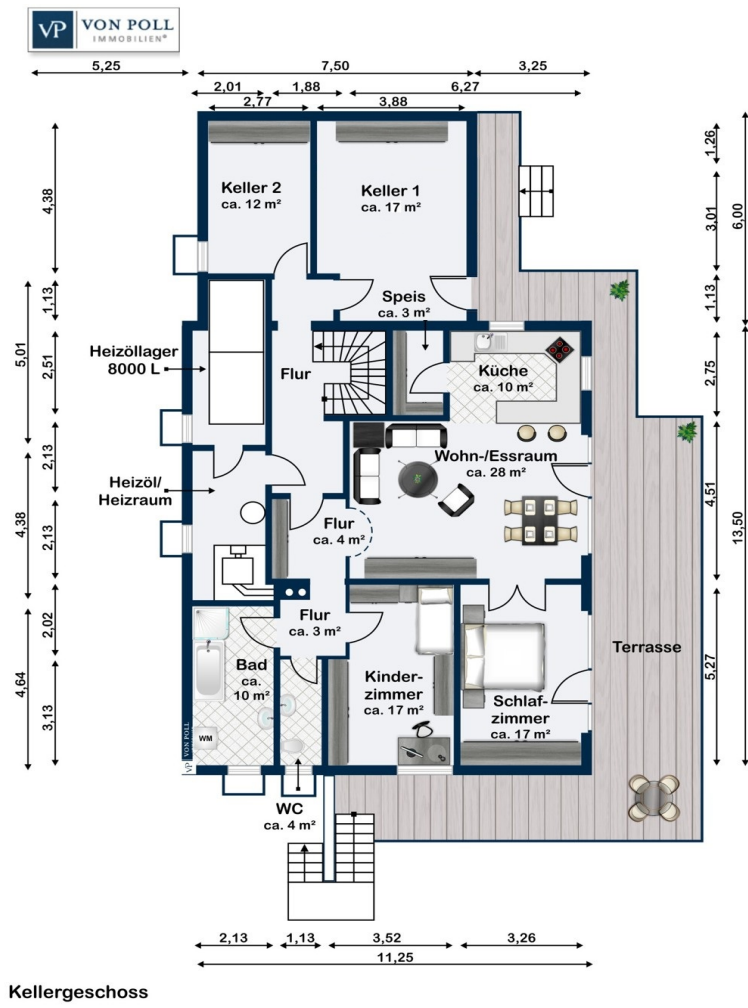 VP VON POLL
IMMOBILIEN®
5,25
7,50
3,25
2,01
1,88
6,27
2,77
3,88
4,38
1,13
2,51
2,13
2,13
2,02
3,13
5,01
4,38
4,64
1,26
3,01
1,13
2,75
4,51
5,27
6,00
13,50
Keller 2
ca. 12 m²
Keller 1
ca. 17 m²
Speis
ca. 3 m²
Heizöllager
8000 L
Flur
Küche
ca. 10 m²
Wohn-/Essraum
ca. 28 m²
Heizöl/
Heizraum
Flur
ca. 4 m²
Flur
ca. 3 m²
Terrasse
Bad
ca.
10 m²
Kinder-
zimmer
ca. 17 m²
Schlaf-
zimmer
ca. 17 m²
WM
VP VON POLL
WC
ca. 4 m²
2,13
1,13
3,52
3,26
11,25
Kellergeschoss